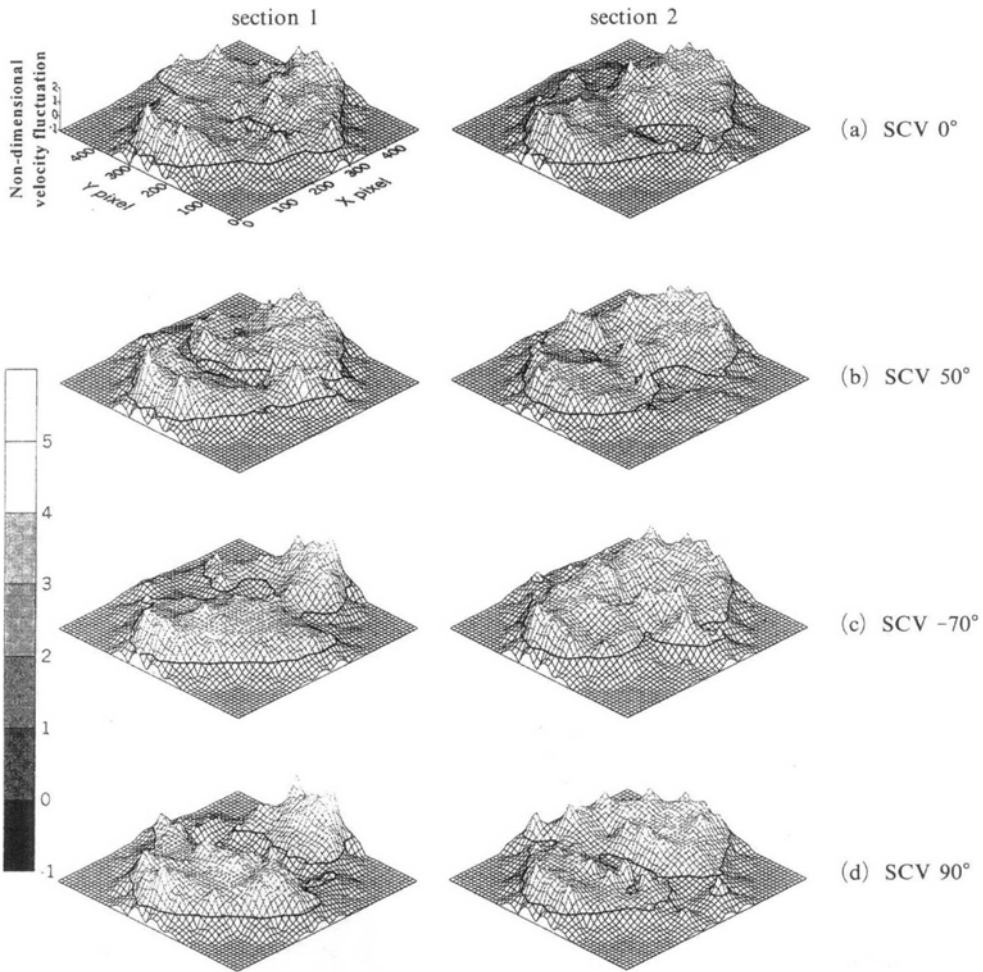 section 1
section 2
Non-dimensional
velocity fluctuation
2
1
0
-1
400
300
200
100
0
Y pixel
0
100
200
300
400
X pixel
(a) SCV 0°
(b) SCV 50°
(c) SCV -70°
(d) SCV 90°
5
4
3
2
1
0
-1